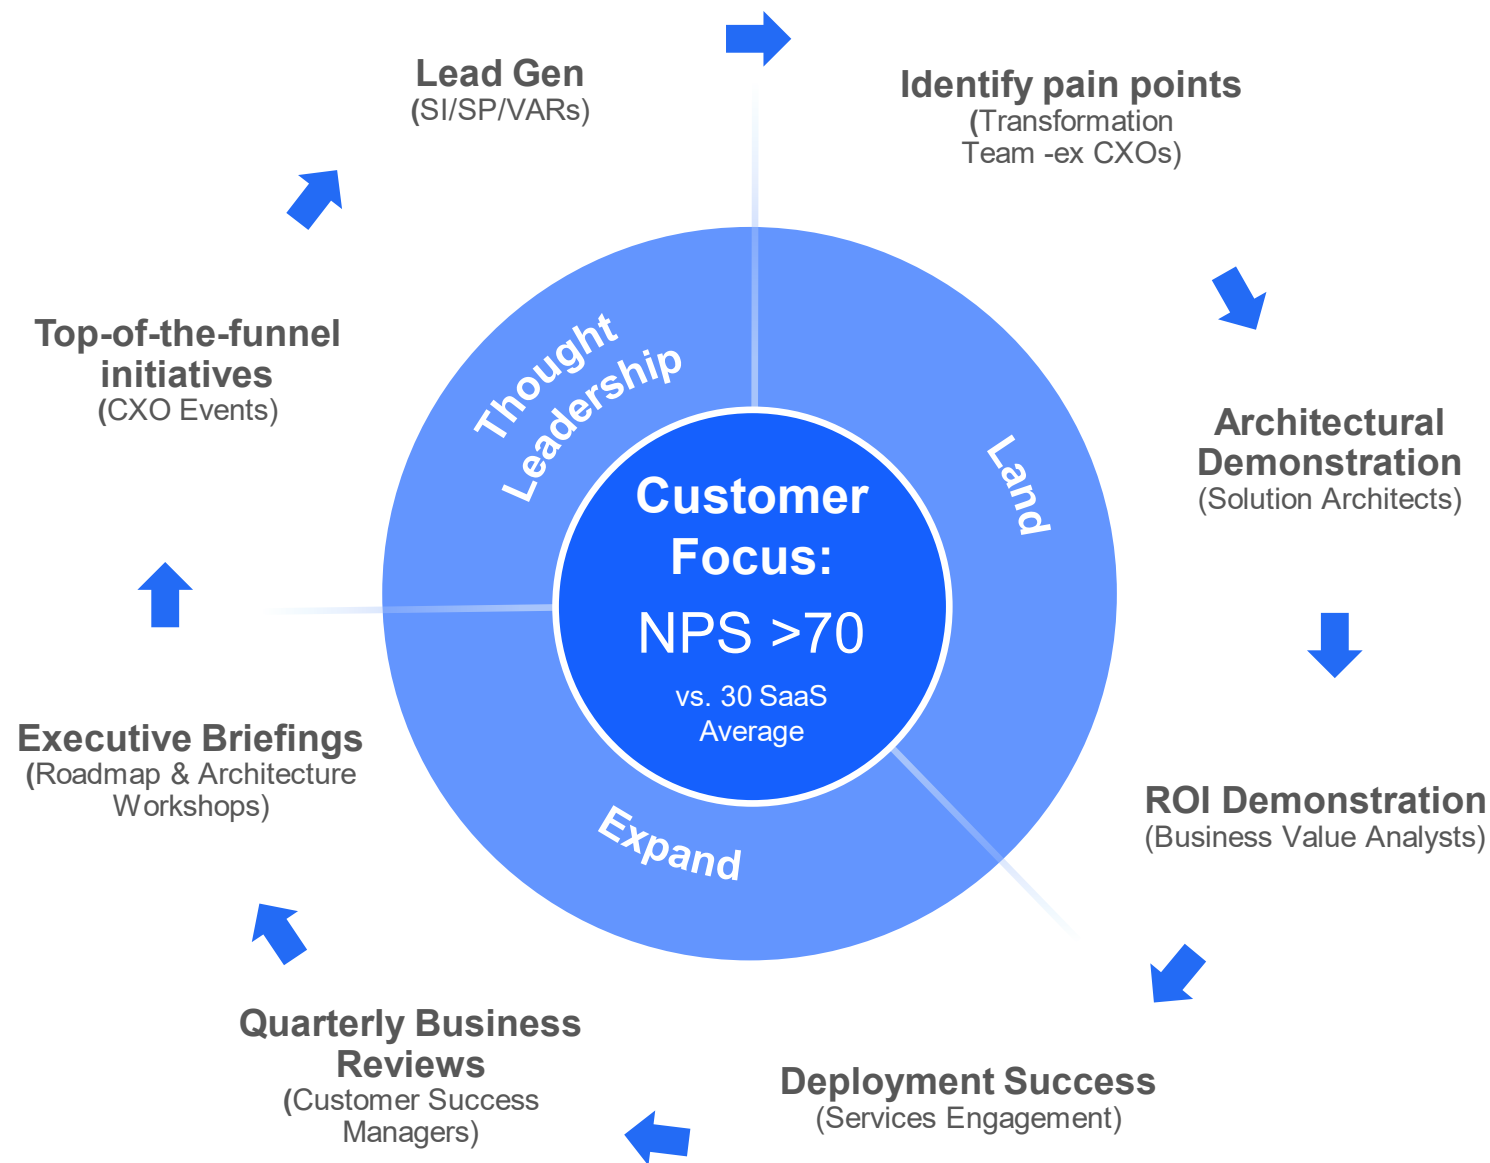 Lead Gen
(SI/SP/VARs)
Identify pain points
(Transformation
Team -ex CXOs)
Architectural
Demonstration
(Solution Architects)
ROI Demonstration
(Business Value Analysts)
Deployment Success
(Services Engagement)
Quarterly Business
Reviews
(Customer Success
Managers)
Executive Briefings
(Roadmap & Architecture
Workshops)
Top-of-the-funnel
initiatives
(CXO Events)
Thought
Leadership
Land
Expand
Customer
Focus:
NPS >70
vs. 30 SaaS
Average